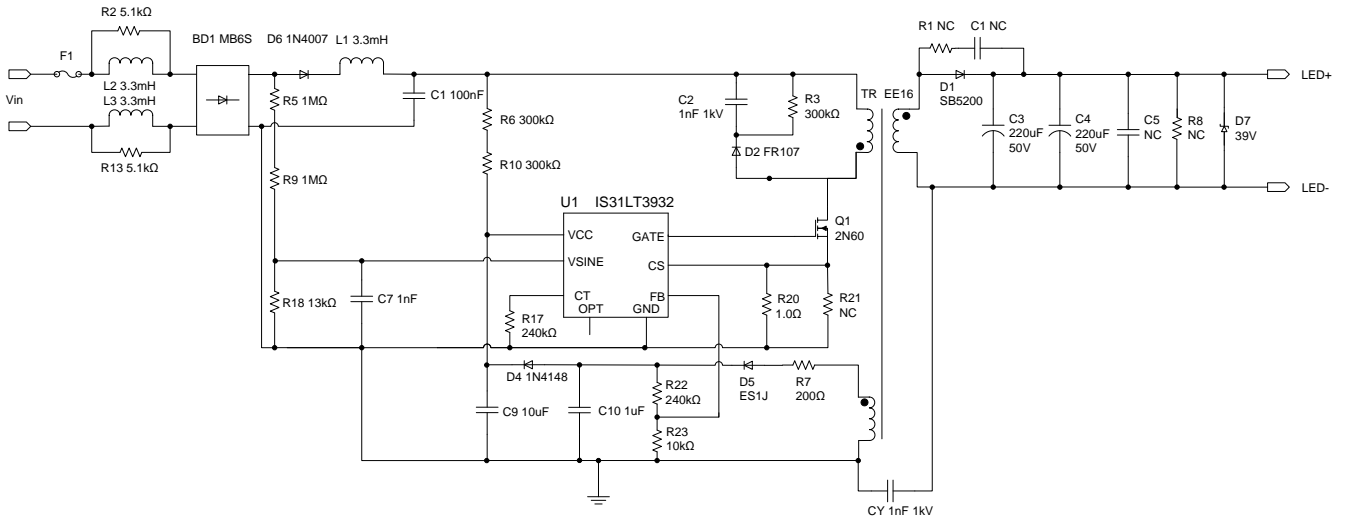 R2 5.1kΩ
F1
BD1 MB6S
D6 1N4007
L1 3.3mH
R1 NC
C1 NC
L2 3.3mH
L3 3.3mH
Vin
R13 5.1kΩ
R5 1MΩ
C1 100nF
R6 300kΩ
C2
1nF 1kV
R3
300kΩ
TR EE16
D1
SB5200
LED+
C3
220uF
50V
C4
220uF
50V
C5
NC
R8
NC
D7
39V
R9 1MΩ
R10 300kΩ
D2 FR107
LED-
U1 IS31LT3932
VCC
GATE
Q1
2N60
VSINE
CS
R18 13kΩ
C7 1nF
CT
FB
OPT
GND
R17
240kΩ
R20
1.0Ω
R21
NC
D4 1N4148
D5
ES1J
R7
200Ω
C9 10uF
C10 1uF
R22
240kΩ
R23
10kΩ
CY 1nF 1kV